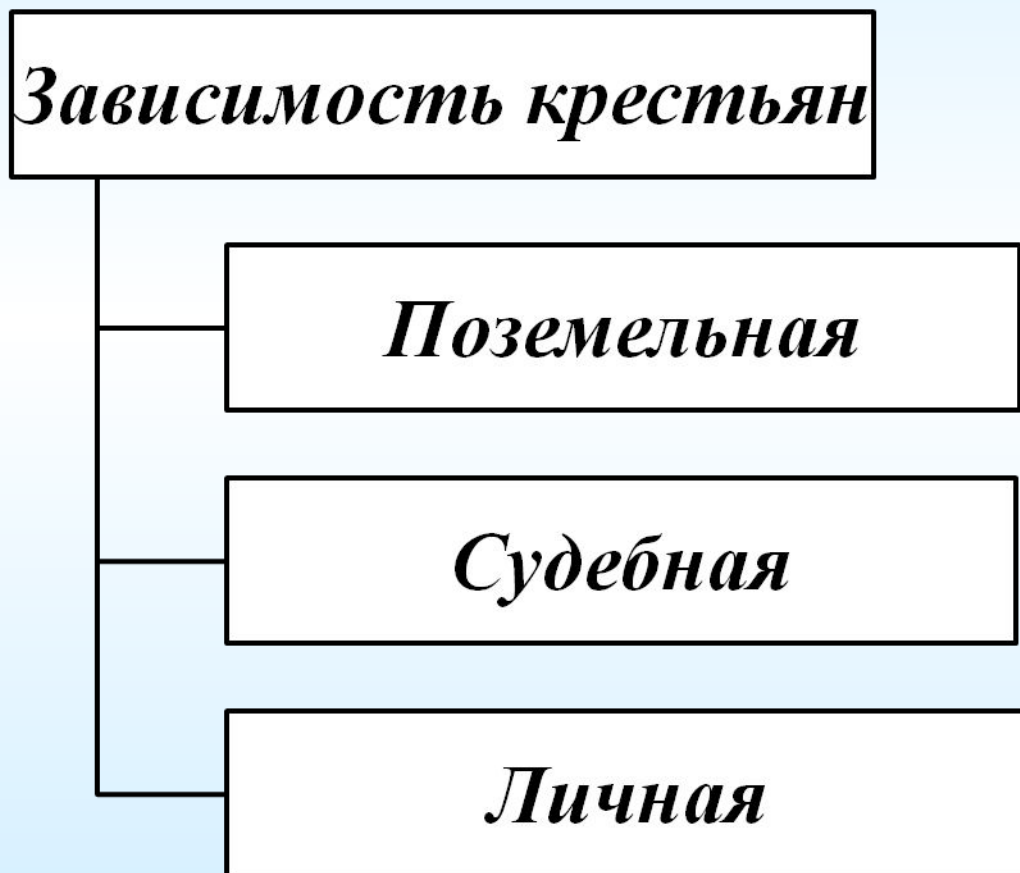 Зависимость крестьян
Поземельная
Судебная
Личная